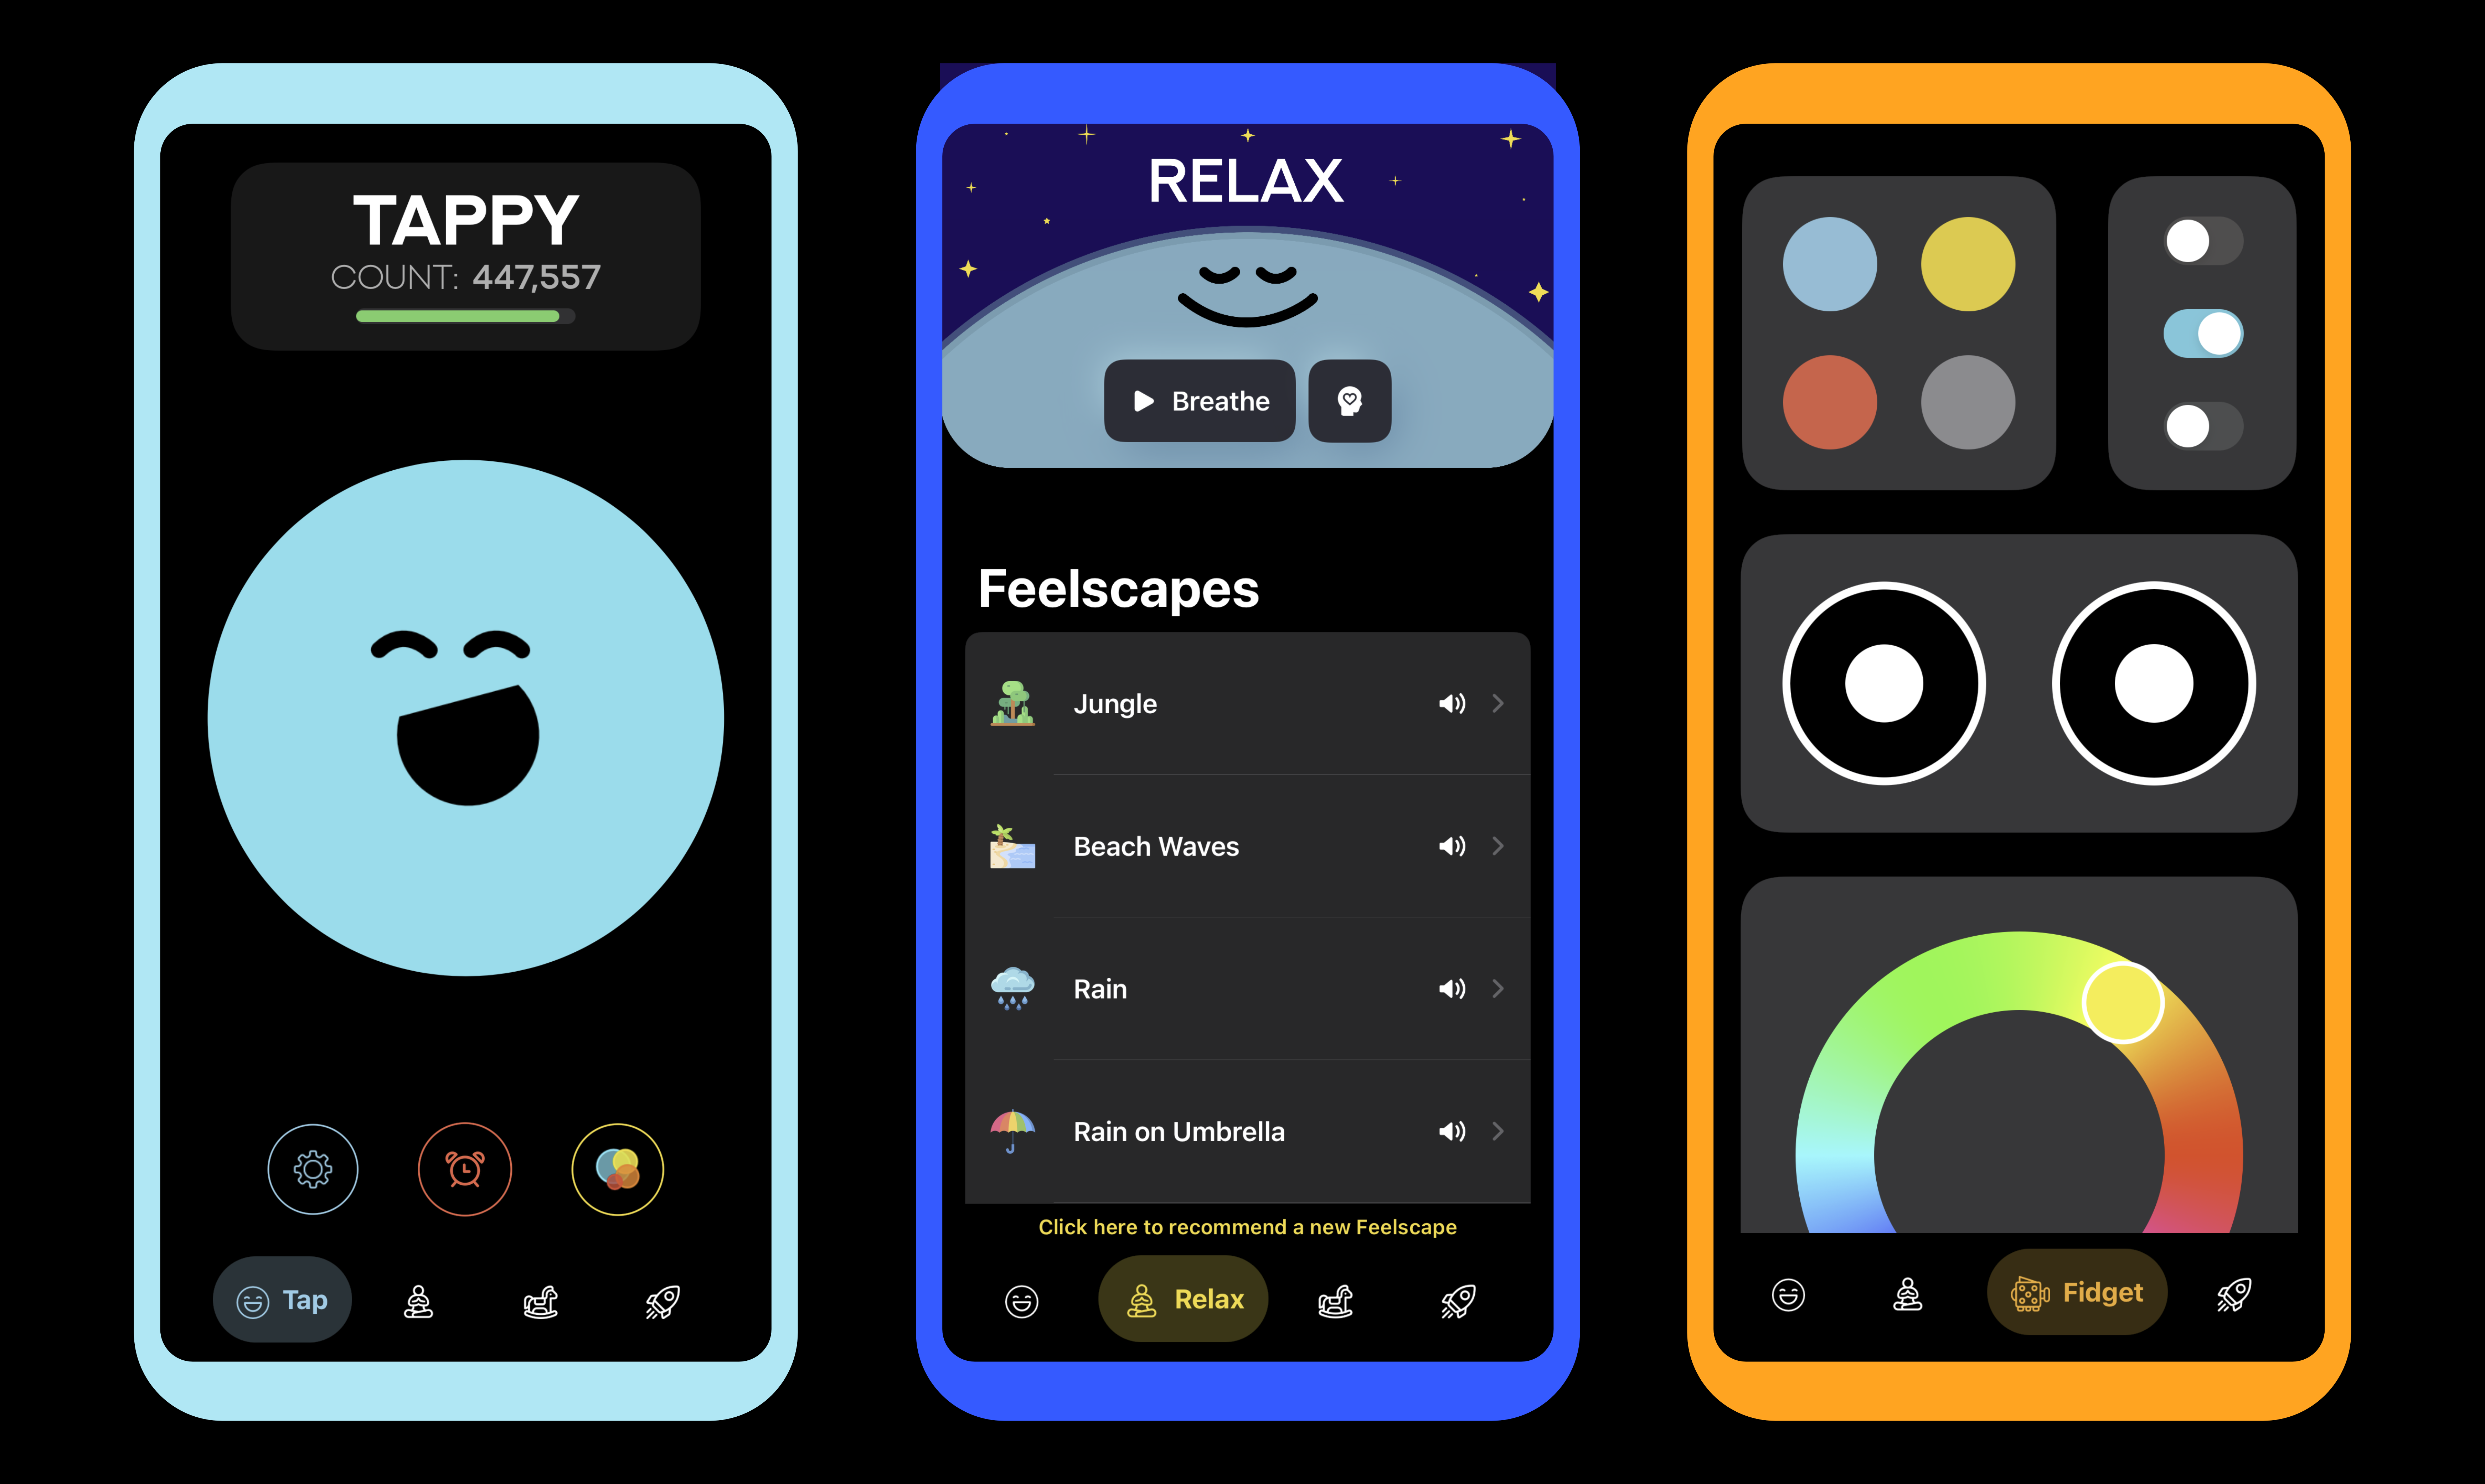 TAPPY
COUNT: 447,557
Tap
RELAX
Breathe
Feelscapes
Jungle
Beach Waves
Rain
Rain on Umbrella
Click here to recommend a new Feelscape
Relax
Fidget